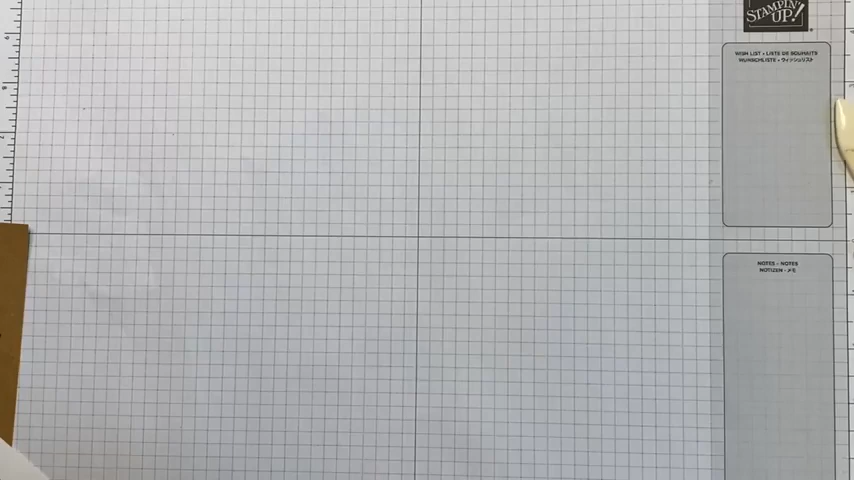 STAMPIN' UP!
WISH LIST • LISTE DE SOUHAITS
WUNSCHLISTE • ウィッシュリスト
NOTES • NOTES
NOTIZEN • メモ